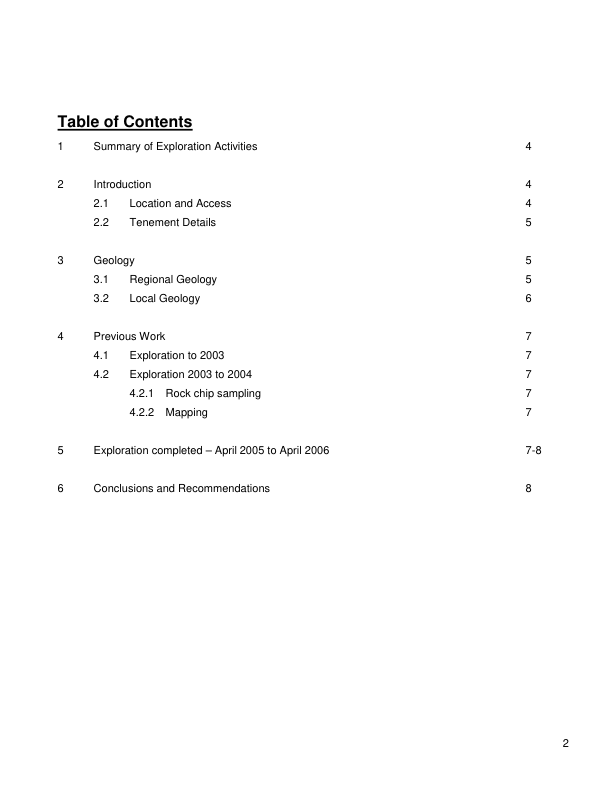 Table of Contents
1 Summary of Exploration Activities 4
2 Introduction 4
2.1 Location and Access 4
2.2 Tenement Details 5
3 Geology 5
3.1 Regional Geology 5
3.2 Local Geology 6
4 Previous Work 7
4.1 Exploration to 2003 7
4.2 Exploration 2003 to 2004 7
4.2.1 Rock chip sampling 7
4.2.2 Mapping 7
5 Exploration completed – April 2005 to April 2006 7-8
6 Conclusions and Recommendations 8
2